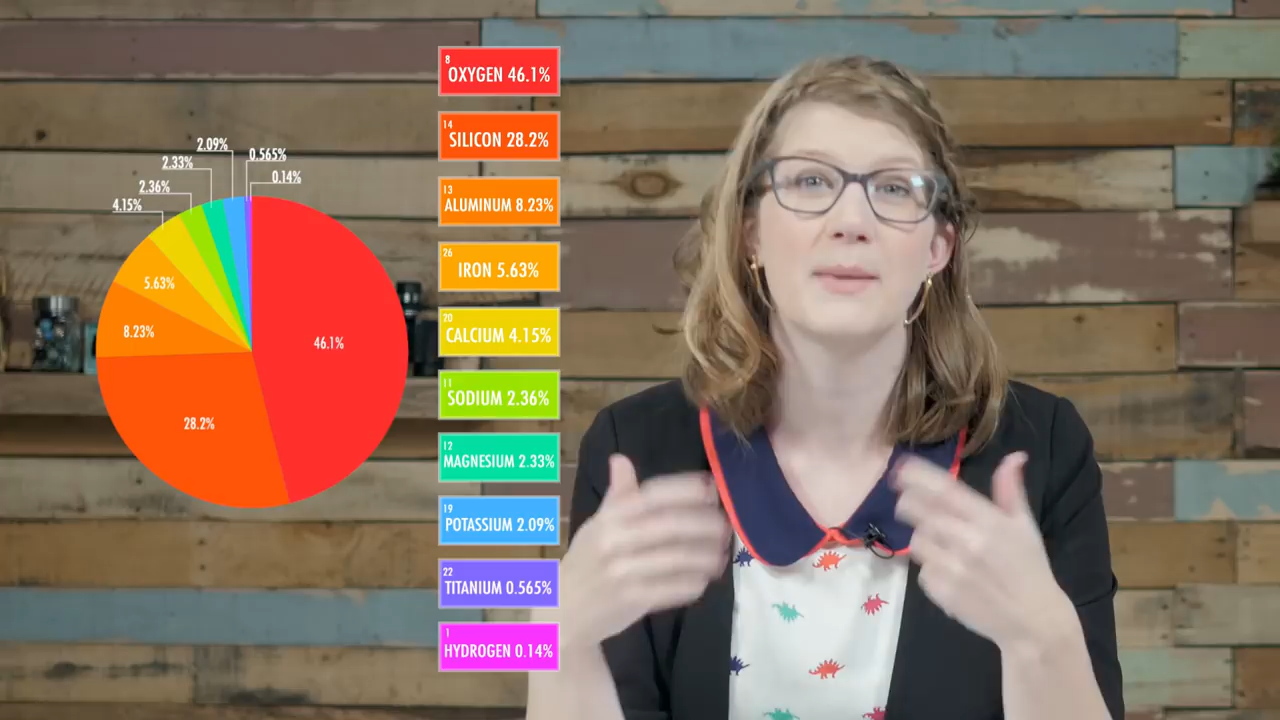 2.09%
0.565%
2.33%
0.14%
2.36%
4.15%
5.63%
8.23%
46.1%
28.2%
8
OXYGEN 46.1%
14
SILICON 28.2%
13
ALUMINUM 8.23%
26
IRON 5.63%
20
CALCIUM 4.15%
11
SODIUM 2.36%
12
MAGNESIUM 2.33%
19
POTASSIUM 2.09%
22
TITANIUM 0.565%
1
HYDROGEN 0.14%